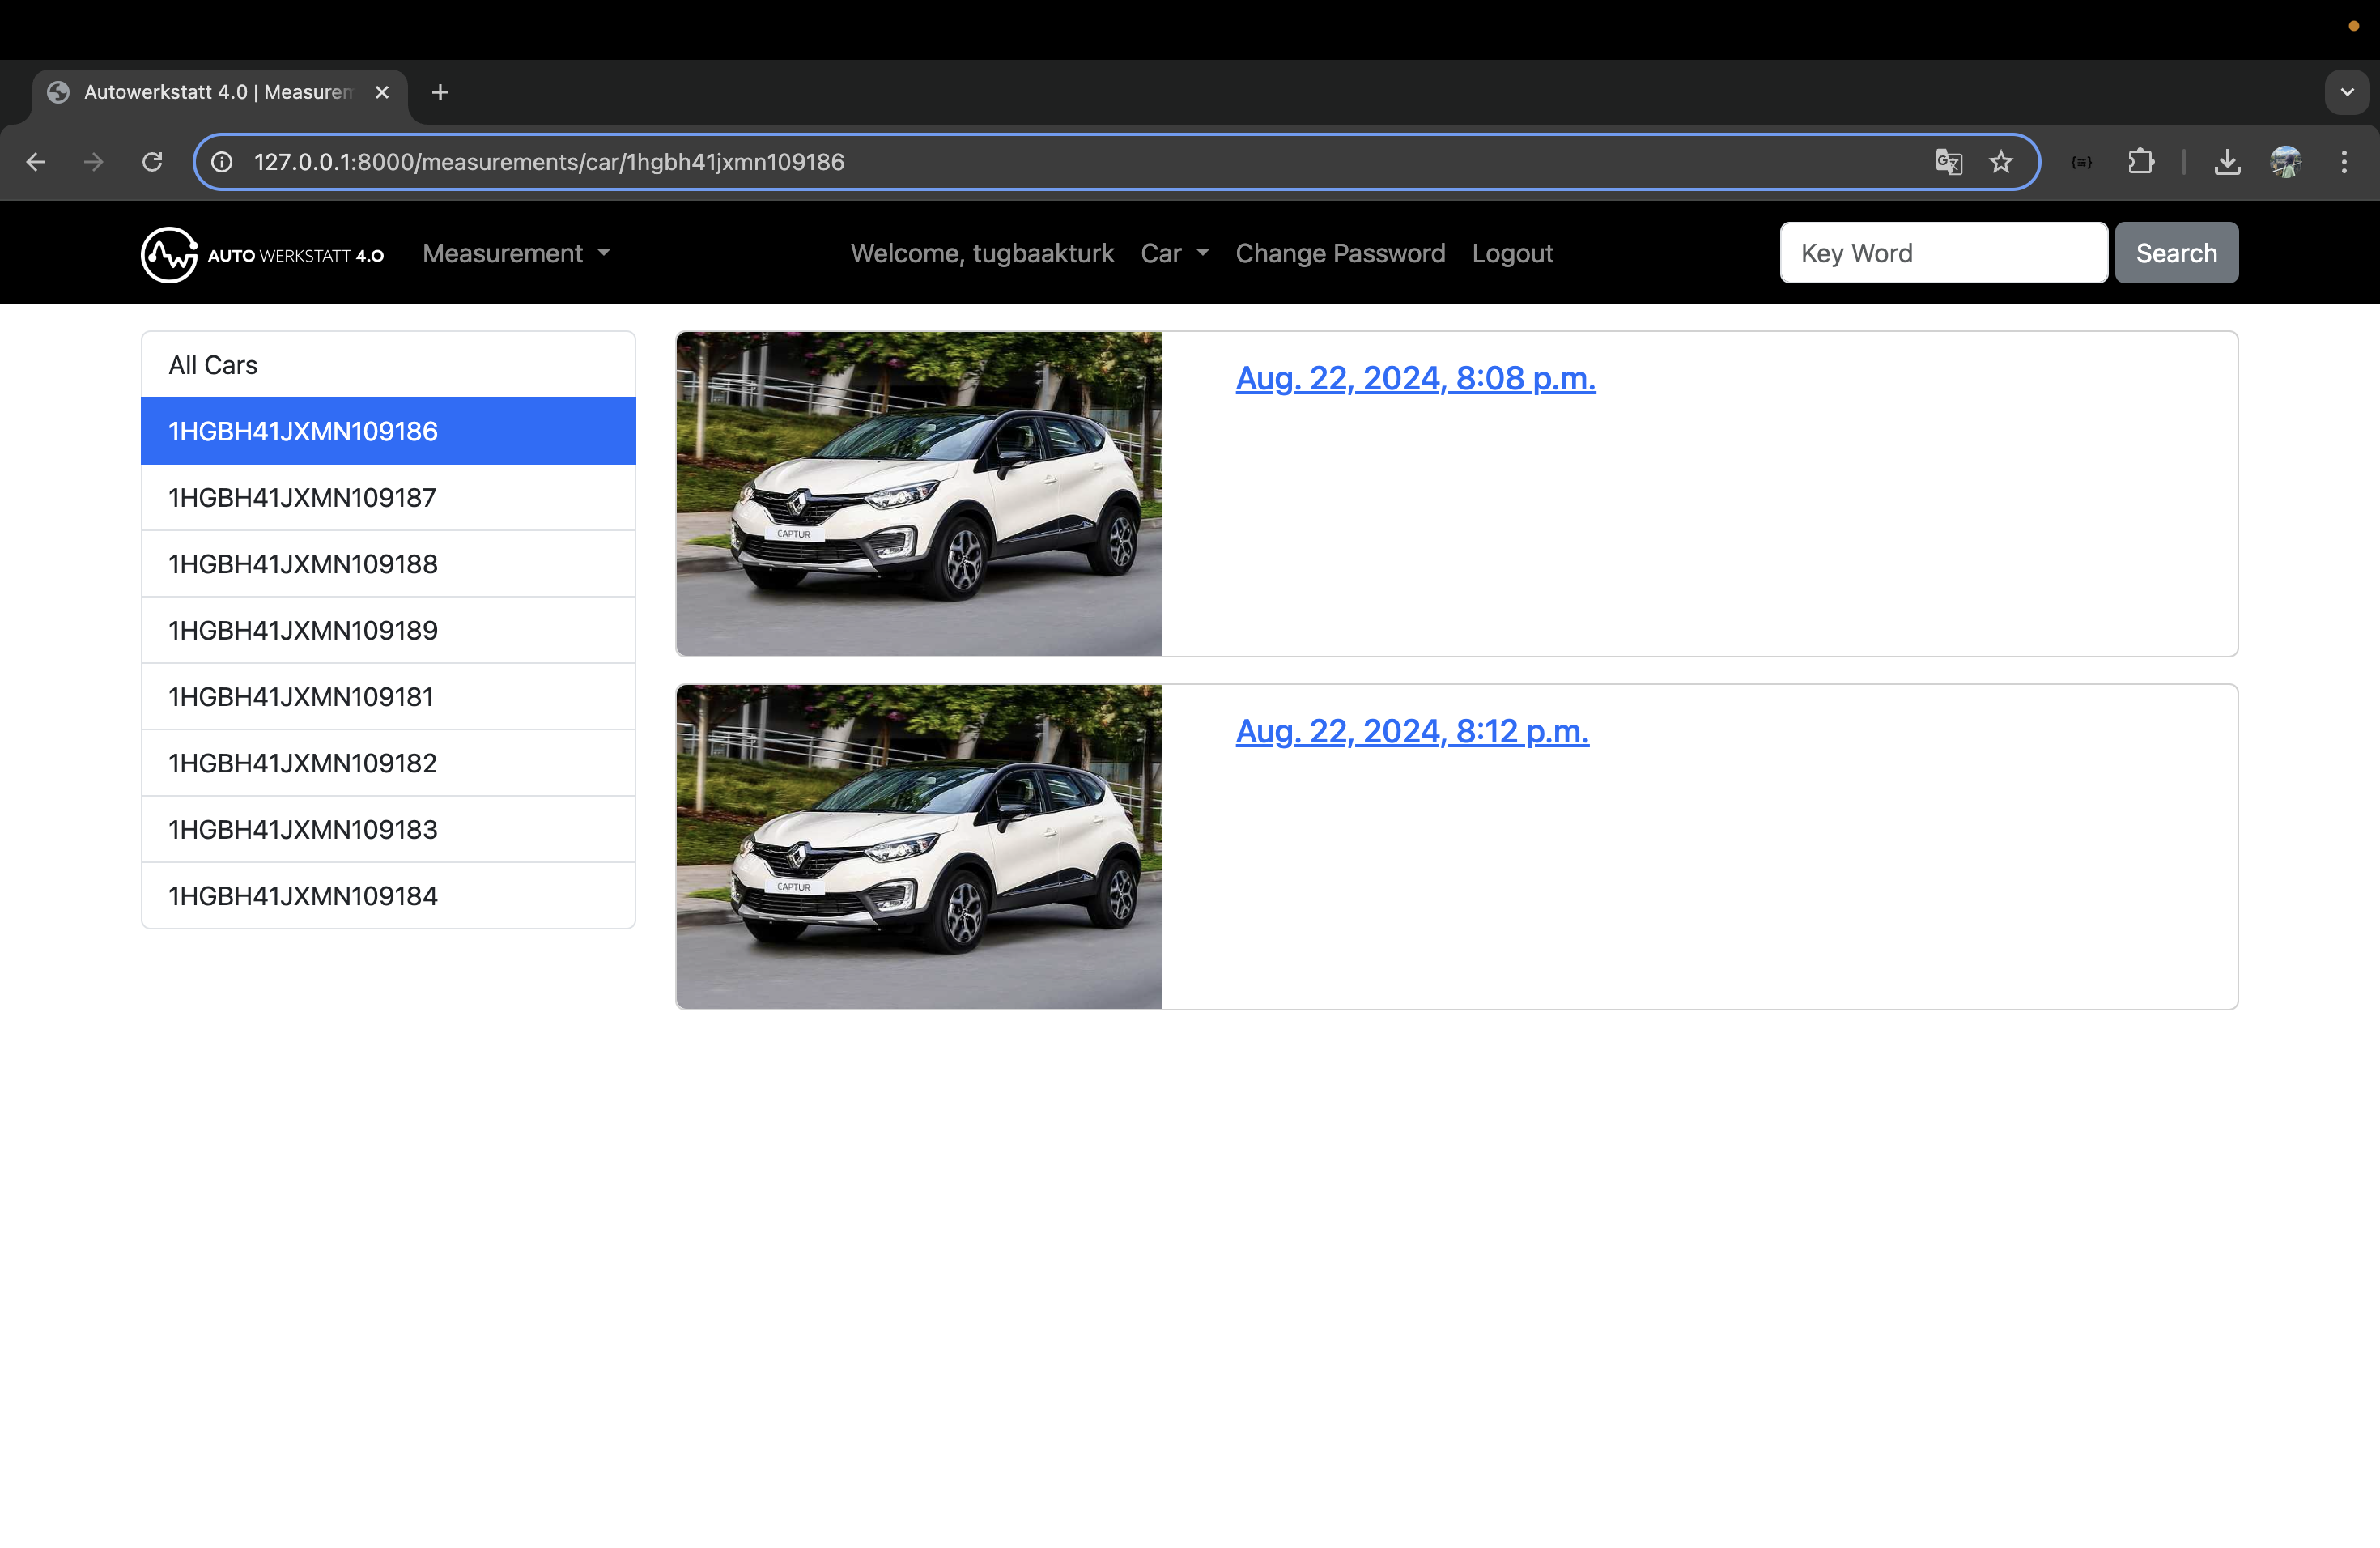 Autowerkstatt 4.0 | Measurem
127.0.0.1:8000/measurements/car/1hgbh41jxmn109186
AUTO WERKSTATT 4.0
Measurement
Welcome, tugbaakturk
Car
Change Password
Logout
Key Word
Search
All Cars
1HGBH41JXMN109186
1HGBH41JXMN109187
1HGBH41JXMN109188
1HGBH41JXMN109189
1HGBH41JXMN109181
1HGBH41JXMN109182
1HGBH41JXMN109183
1HGBH41JXMN109184
Aug. 22, 2024, 8:08 p.m.
CAPTUR
Aug. 22, 2024, 8:12 p.m.
CAPTUR